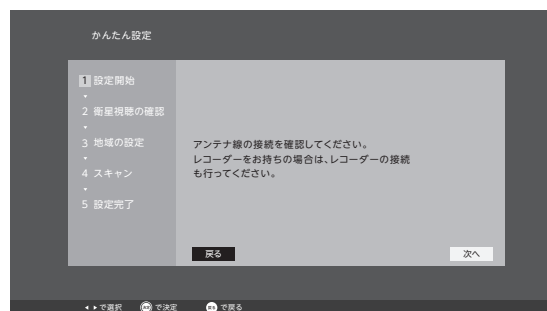 かんたん設定
1 設定開始
2 衛星視聴の確認
3 地域の設定
4 スキャン
5 設定完了
アンテナ線の接続を確認してください。
レコーダーをお持ちの場合は、レコーダーの接続
も行ってください。
戻る
次へ
で選択 で決定 で戻る